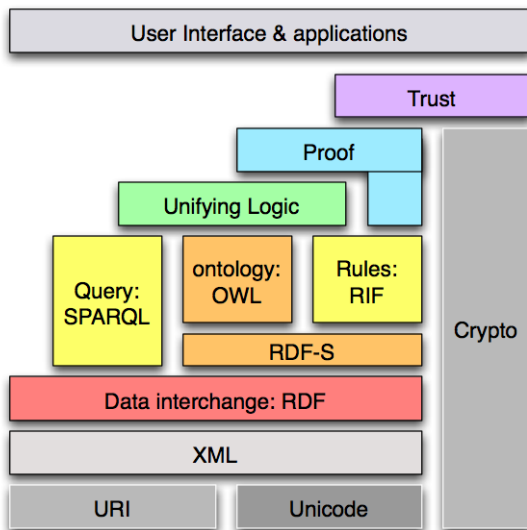 User Interface & applications
Trust
Proof
Unifying Logic
Query:
SPARQL
ontology:
OWL
Rules:
RIF
Crypto
RDF-S
Data interchange: RDF
XML
URI
Unicode